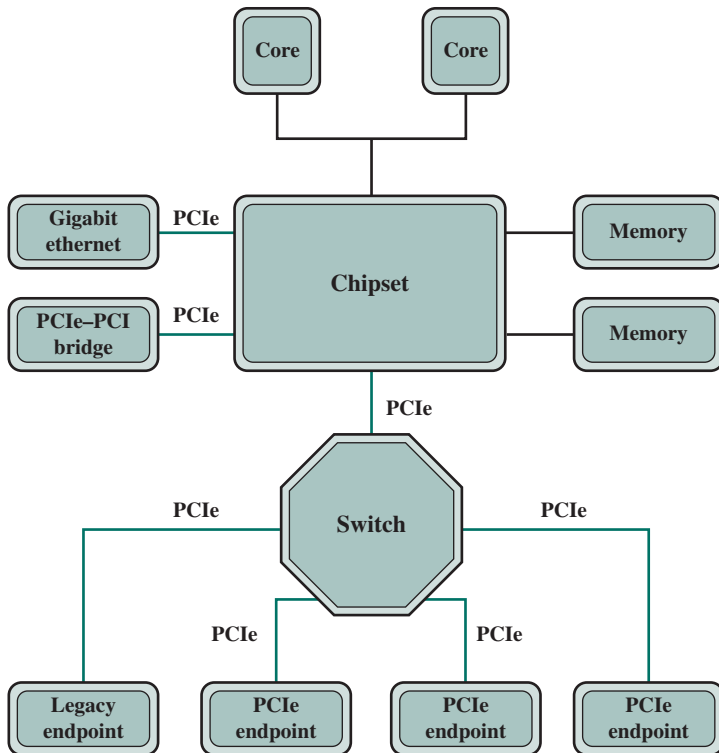 Core
Core
Gigabit
ethernet
PCIe
Memory
Chipset
PCIe–PCI
bridge
PCIe
Memory
PCIe
PCIe
Switch
PCIe
PCIe
PCIe
Legacy
endpoint
PCIe
endpoint
PCIe
endpoint
PCIe
endpoint